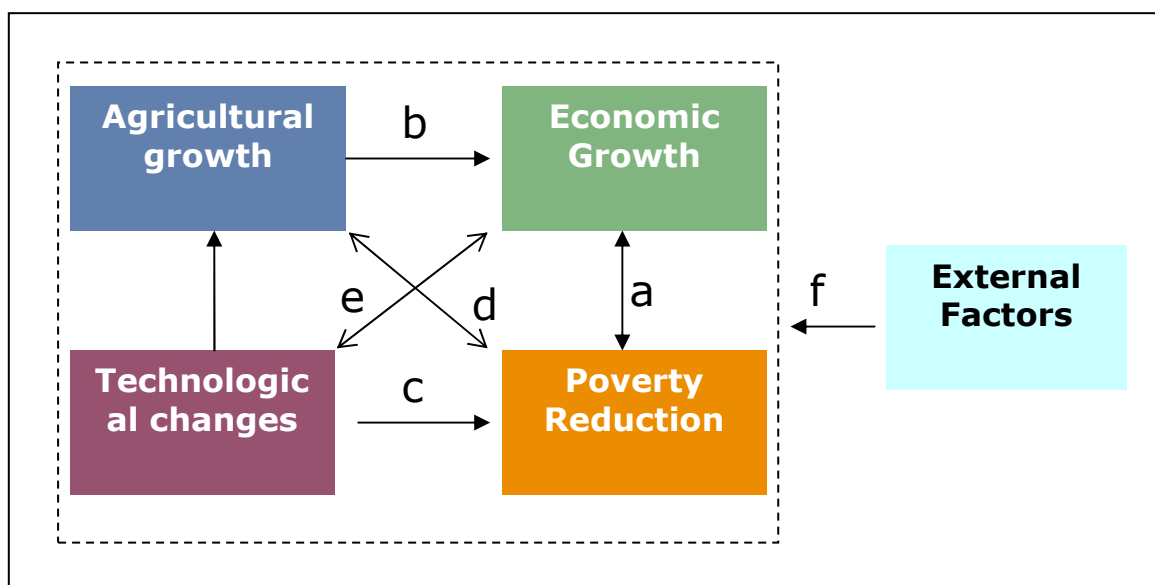 Agricultural
growth
b
Economic
Growth
e
d
a
f
External
Factors
Technologic
al changes
c
Poverty
Reduction